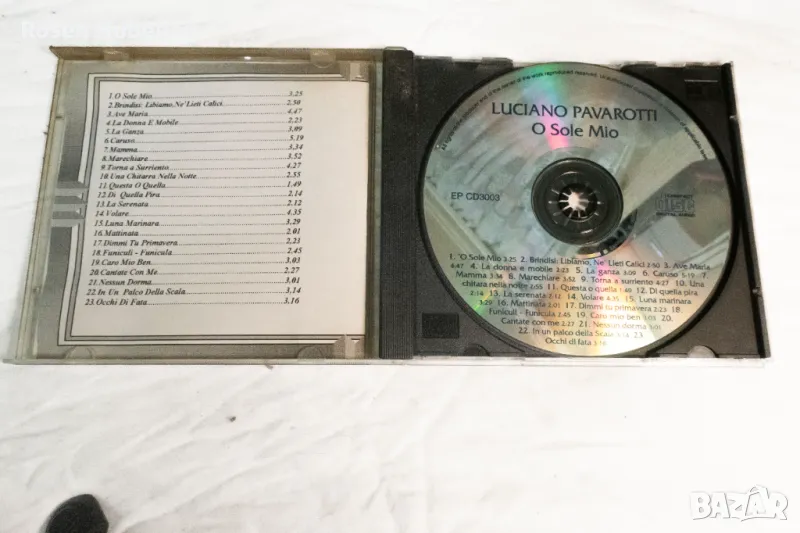 1.O Sole Mio 3.25
2.Brindisi: Libiamo,Ne'Lieti Calici 2.50
3.Ave Maria 4.47
4.La Donna E Mobile 2.23
5.La Ganza 3.09
6.Caruso 5.19
7.Mamma 3.34
8.Marechiare 3.52
9.Torna a Surriento 4.27
10.Una Chitarra Nella Notte 2.55
11.Questa O Quella 1.49
12.Di Quella Pira 2.14
13.La Serenata 2.12
14.Volare 4.35
15.Luna Marinara 3.29
16.Mattinata 2.01
17.Dimmi Tu Primavera 2.23
18.Funiculi - Funicula 2.45
19.Caro Mio Ben 3.03
20.Cantate Con Me 2.27
21.Nessun Dorma 3.01
22.In Un Palco Della Scala 3.14
23.Occhi Di Fata 3.16
LUCIANO PAVAROTTI
O Sole Mio
EP CD3003
COMPACT
DISC
DIGITAL AUDIO
1. 'O Sole Mio 3:25 2. Brindisi: Libiamo, Ne' Lieti Calici 2:50 3. Ave Maria
4:47 4. La donna e mobile 2:23 5. La ganza 3:09 6. Caruso 5:19 7.
Mamma 3:34 8. Marechiare 3:52 9. Torna a surriento 4:27 10. Una
chitara nella notte 2:55 11. Questa o quella 1:49 12. Di quella pira
2:14 13. La serenata 2:12 14. Volare 4:35 15. Luna marinara
3:29 16. Martinata 2:01 17. Dimmi tu primavera 2:23 18.
Funiculi - Funicula 2:45 19. Caro mio ben 3:03 20.
Cantate con me 2:27 21. Nessun dorma 3:01
22. In un palco della Scala 3:14 23.
Occhi di fata 3:16
BAZAR